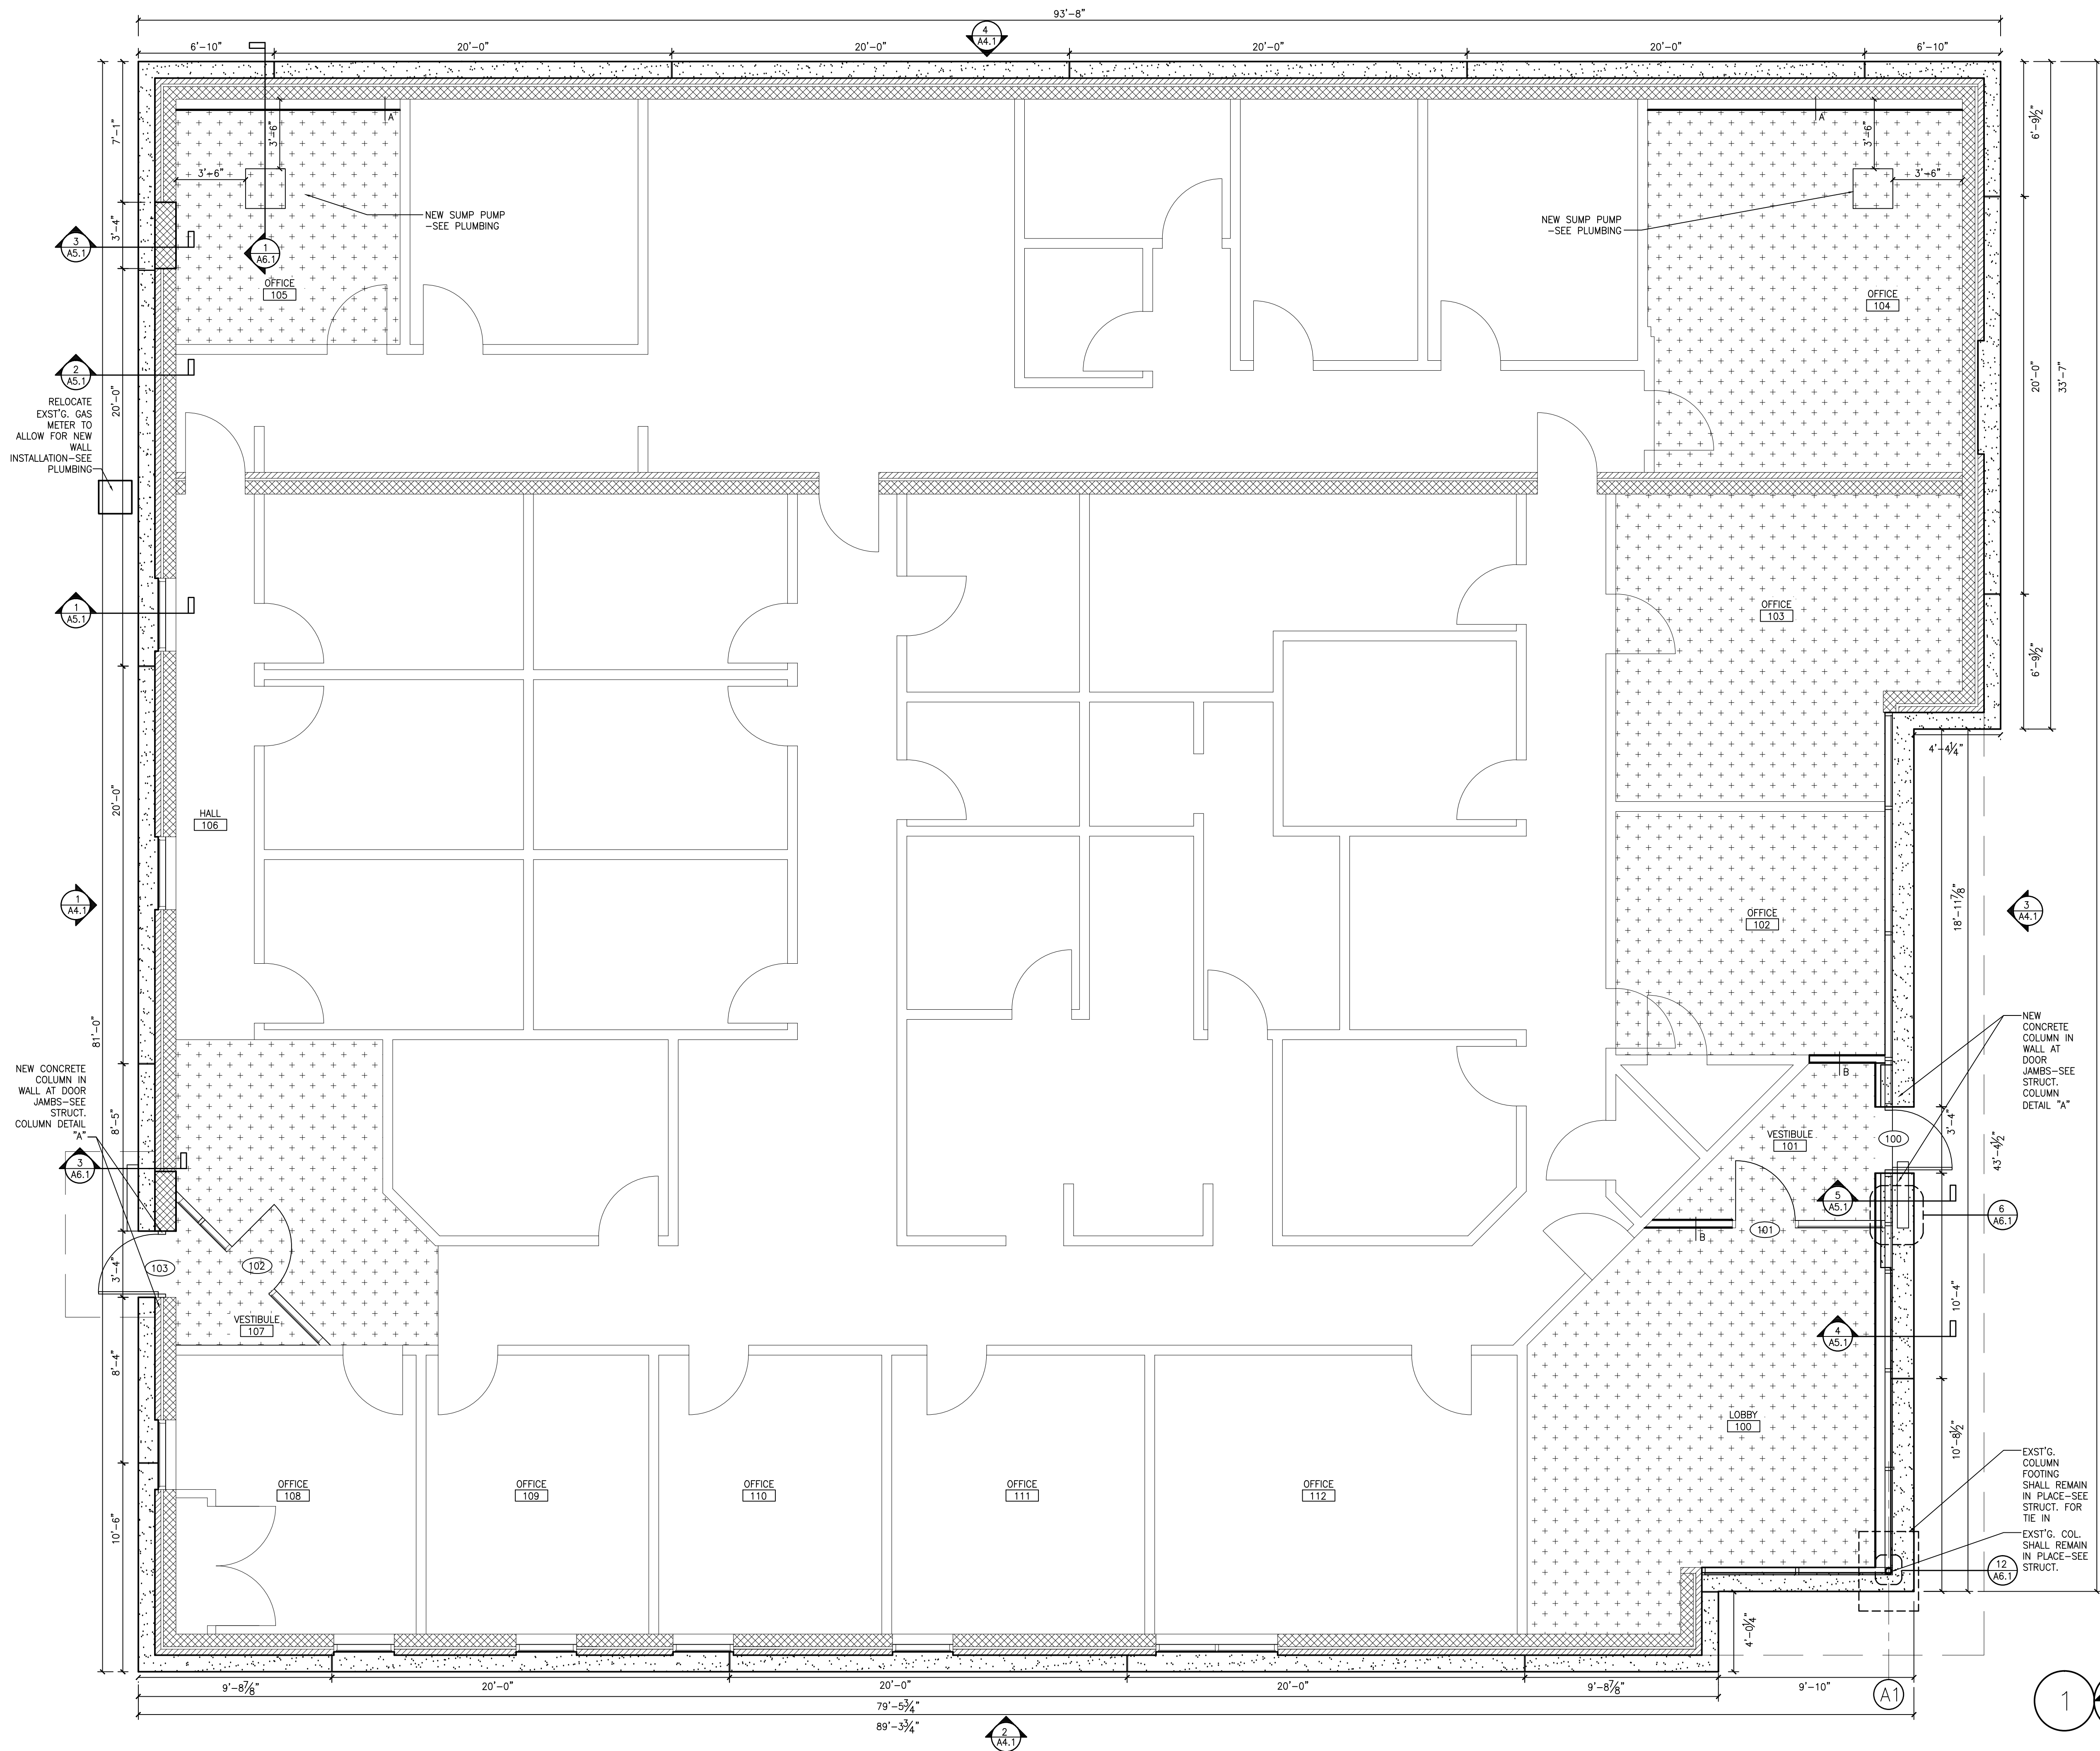 93'-8"
6'-10"
20'-0"
20'-0"
20'-0"
20'-0"
6'-10"
4
A4.1
7'-1"
3'-4"
20'-0"
20'-0"
8'-5"
3'-4"
8'-4"
10'-6"
81'-0"
3
A5.1
2
A5.1
RELOCATE
EXST'G. GAS
METER TO
ALLOW FOR NEW
WALL
INSTALLATION-SEE
PLUMBING
1
A5.1
1
A4.1
NEW CONCRETE
COLUMN IN
WALL AT DOOR
JAMBS-SEE
STRUCT.
COLUMN DETAIL
"A"
3
A6.1
A
3'-6"
3'-6"
NEW SUMP PUMP
-SEE PLUMBING
1
A6.1
OFFICE
105
A
3'-6"
3'-6"
NEW SUMP PUMP
-SEE PLUMBING
OFFICE
104
OFFICE
103
HALL
106
OFFICE
102
B
VESTIBULE
101
100
B
101
5
A5.1
4
A5.1
103
102
VESTIBULE
107
LOBBY
100
OFFICE
108
OFFICE
109
OFFICE
110
OFFICE
111
OFFICE
112
6'-9½"
20'-0"
6'-9½"
33'-7"
4'-4¼"
18'-11⅞"
3
A4.1
NEW
CONCRETE
COLUMN IN
WALL AT
DOOR
JAMBS-SEE
STRUCT.
COLUMN
DETAIL "A"
3'-4"
43'-4½"
6
A6.1
10'-4"
10'-8½"
EXST'G.
COLUMN
FOOTING
SHALL REMAIN
IN PLACE-SEE
STRUCT. FOR
TIE IN
EXST'G. COL.
SHALL REMAIN
IN PLACE-SEE
STRUCT.
12
A6.1
4'-0¼"
9'-8⅞"
20'-0"
20'-0"
20'-0"
9'-8⅞"
9'-10"
A1
79'-5¾"
89'-3¾"
2
A4.1
1